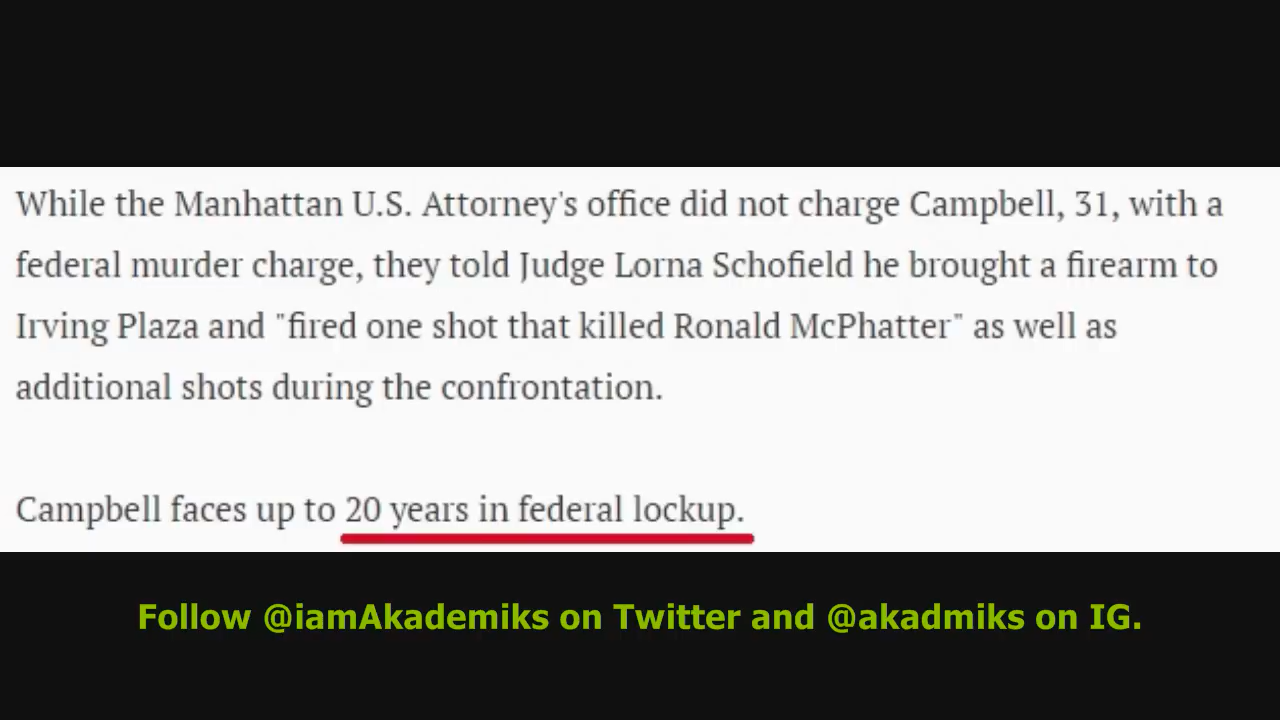 While the Manhattan U.S. Attorney's office did not charge Campbell, 31, with a
federal murder charge, they told Judge Lorna Schofield he brought a firearm to
Irving Plaza and "fired one shot that killed Ronald McPhatter" as well as
additional shots during the confrontation.
Campbell faces up to 20 years in federal lockup.
Follow @iamAkademiks on Twitter and @akadmiks on IG.